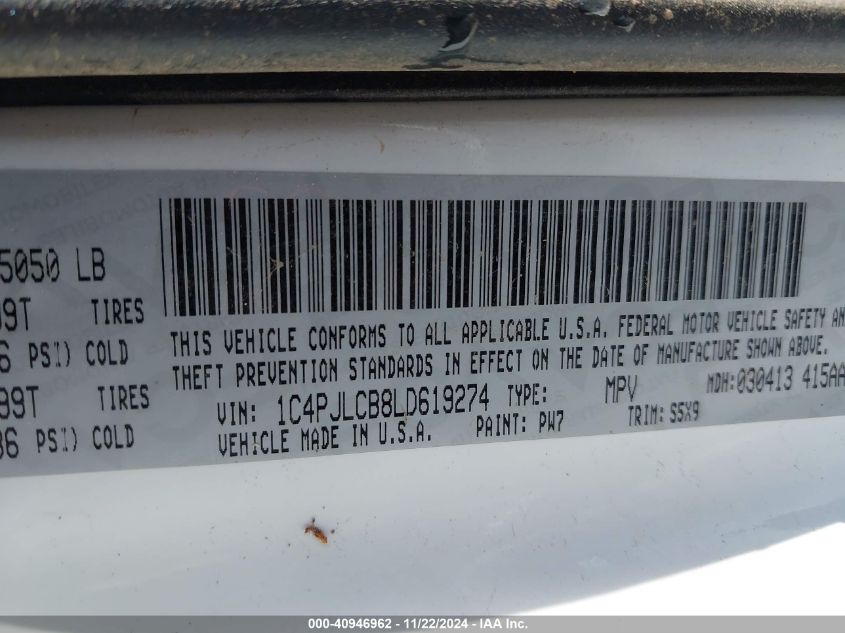 5050 LB
99T TIRES
6 PSI) COLD
99T TIRES
36 PSI) COLD
THIS VEHICLE CONFORMS TO ALL APPLICABLE U.S.A. FEDERAL MOTOR VEHICLE SAFETY AN
THEFT PREVENTION STANDARDS IN EFFECT ON THE DATE OF MANUFACTURE SHOWN ABOVE.
VIN: 1C4PJLCB8LD619274 TYPE: MPV MDH:030413 415AA
VEHICLE MADE IN U.S.A. PAINT: PW7 TRIM: S5X9
000-40946962 - 11/22/2024 - IAA Inc.